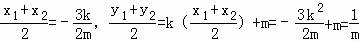 (x₁+x₂)/2=-3k/2m, (y₁+y₂)/2=k((x₁+x₂)/2)+m=-3k²/2m+m=1/m